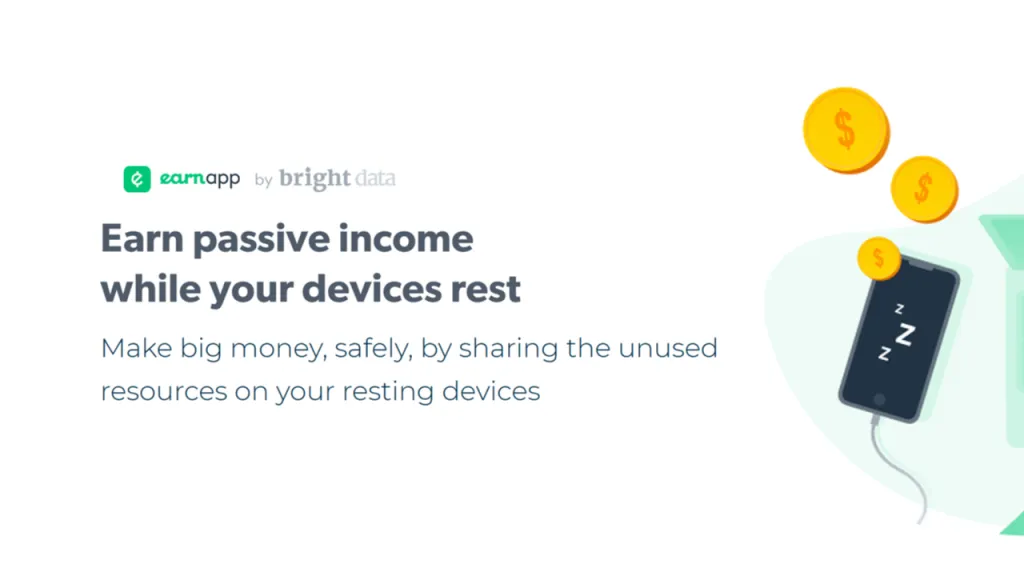 earnapp by bright data
Earn passive income
while your devices rest
Make big money, safely, by sharing the unused
resources on your resting devices
$
$
$
z
Z
z